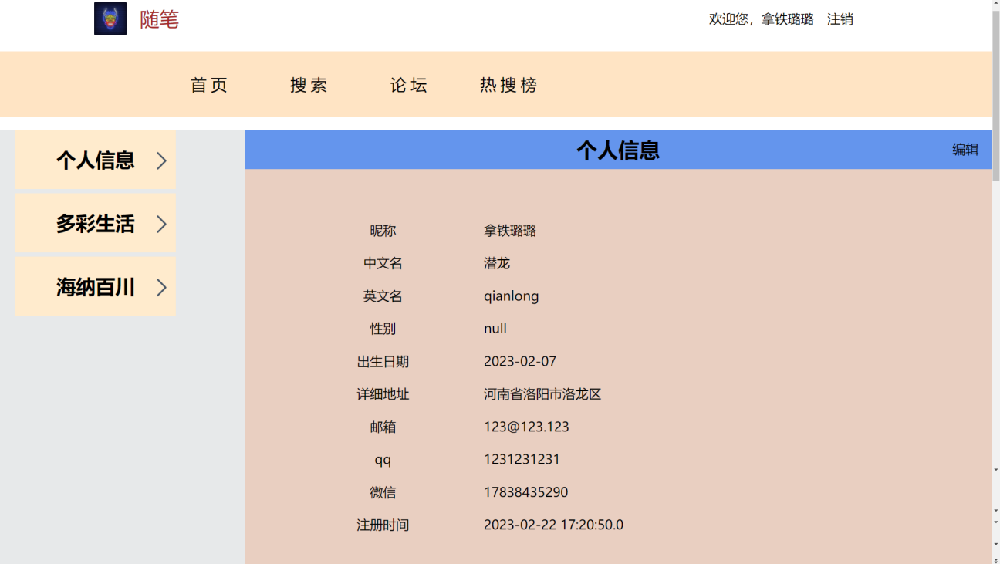 随笔
欢迎您，拿铁璐璐 注销
首页 搜索 论坛 热搜榜
个人信息
多彩生活
海纳百川
个人信息 编辑
昵称 拿铁璐璐
中文名 潜龙
英文名 qianlong
性别 null
出生日期 2023-02-07
详细地址 河南省洛阳市洛龙区
邮箱 123@123.123
qq 1231231231
微信 17838435290
注册时间 2023-02-22 17:20:50.0